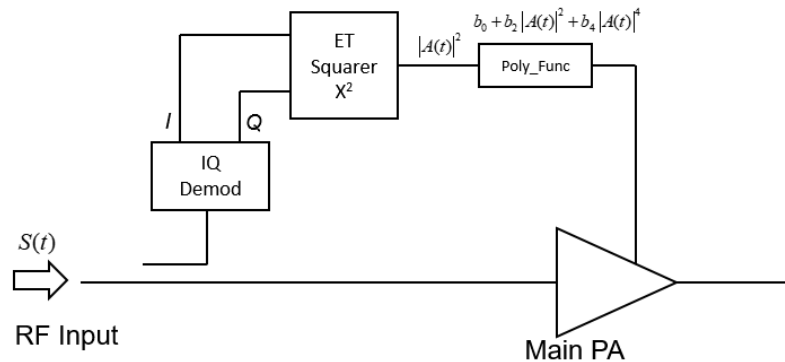 ET
Squarer
X²
|A(t)|²
b₀ + b₂|A(t)|² + b₄|A(t)|⁴
Poly_Func
I
Q
IQ
Demod
S(t)
RF Input
Main PA